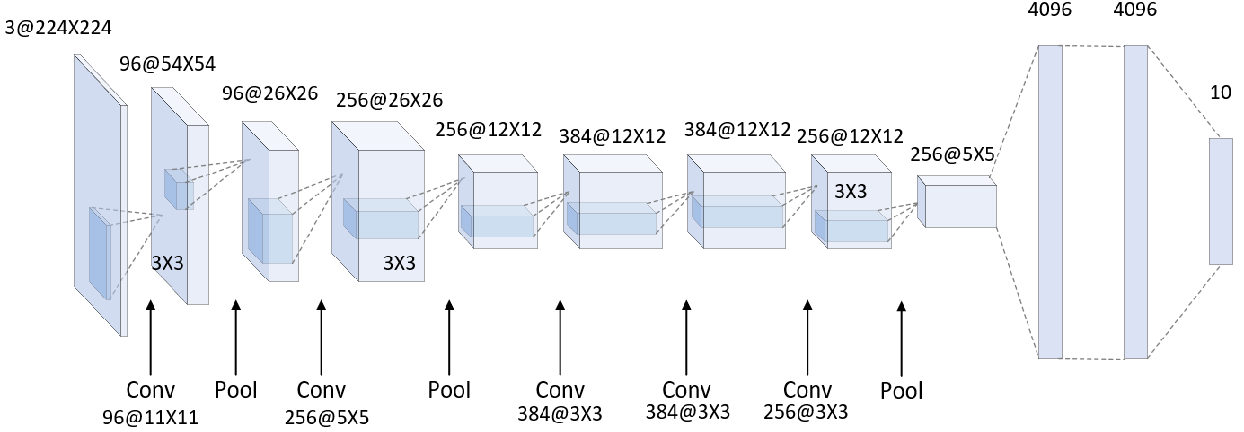 3@224X224
96@54X54
96@26X26
256@26X26
256@12X12
384@12X12
384@12X12
256@12X12
256@5X5
4096
4096
10
3X3
3X3
3X3
Conv
96@11X11
Pool
Conv
256@5X5
Pool
Conv
384@3X3
Conv
384@3X3
Conv
256@3X3
Pool